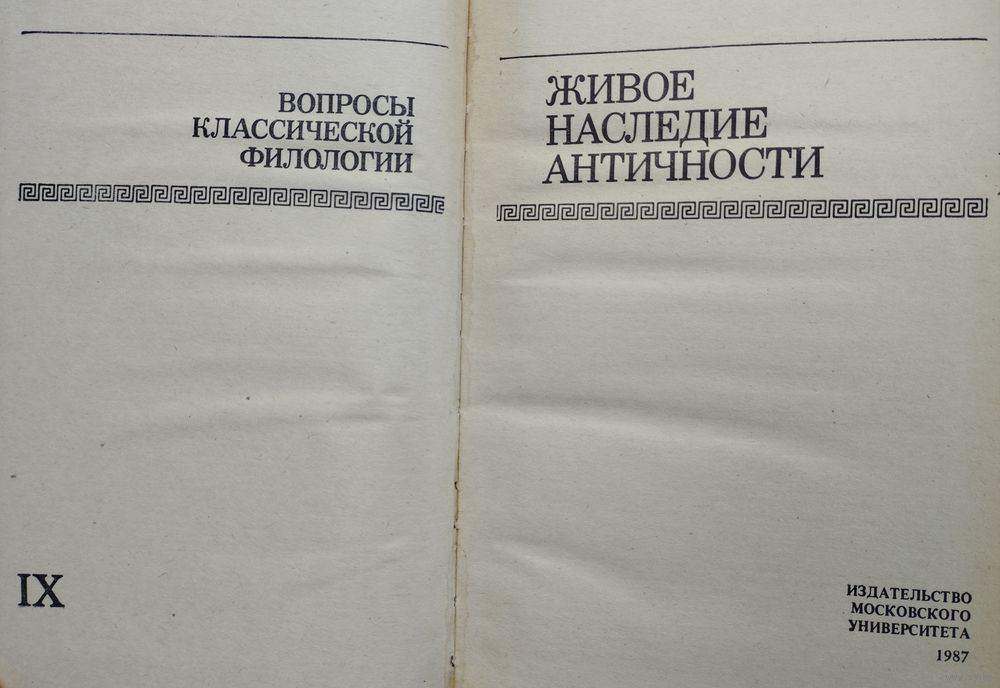 ВОПРОСЫ
КЛАССИЧЕСКОЙ
ФИЛОЛОГИИ
IX
ЖИВОЕ
НАСЛЕДИЕ
АНТИЧНОСТИ
ИЗДАТЕЛЬСТВО
МОСКОВСКОГО
УНИВЕРСИТЕТА
1987